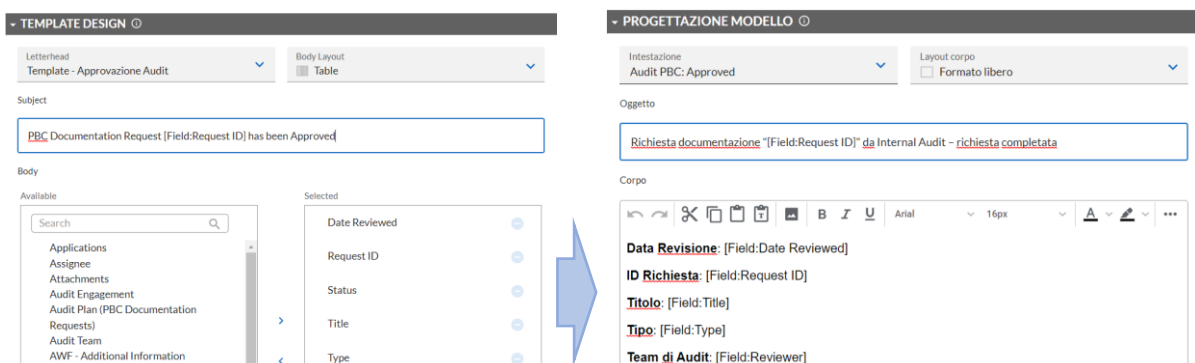 TEMPLATE DESIGN
Letterhead
Template - Approvazione Audit
Body Layout
Table
Subject
PBC Documentation Request [Field:Request ID] has been Approved
Body
Available
Search
Applications
Assignee
Attachments
Audit Engagement
Audit Plan (PBC Documentation
Requests)
Audit Team
AWF - Additional Information
Selected
Date Reviewed
Request ID
Status
Title
Type
PROGETTAZIONE MODELLO
Intestazione
Audit PBC: Approved
Layout corpo
Formato libero
Oggetto
Richiesta documentazione "[Field:Request ID]" da Internal Audit – richiesta completata
Corpo
B I U Arial 16px A
Data Revisione: [Field:Date Reviewed]
ID Richiesta: [Field:Request ID]
Titolo: [Field:Title]
Tipo: [Field:Type]
Team di Audit: [Field:Reviewer]